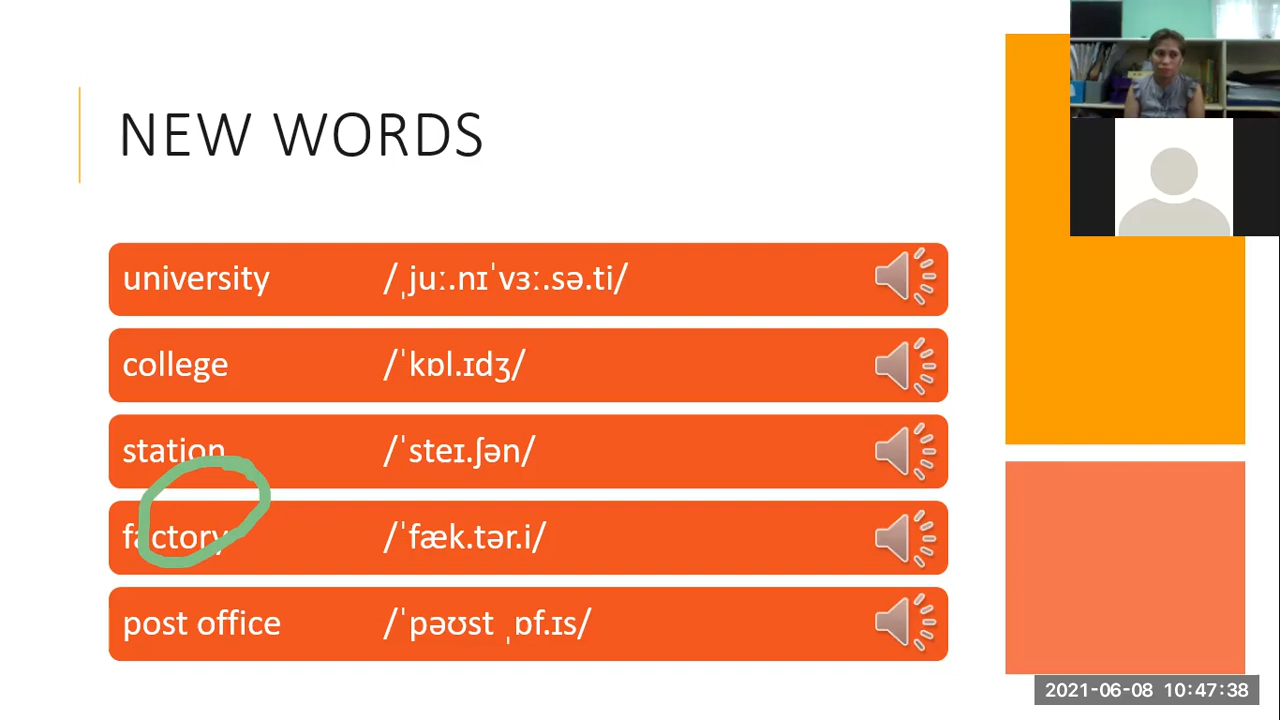 NEW WORDS
university /ˌjuː.nɪˈvɜː.sə.ti/
college /ˈkɒl.ɪdʒ/
station /ˈsteɪ.ʃən/
factory /ˈfæk.tər.i/
post office /ˈpəʊst ˌɒf.ɪs/
2021-06-08 10:47:38